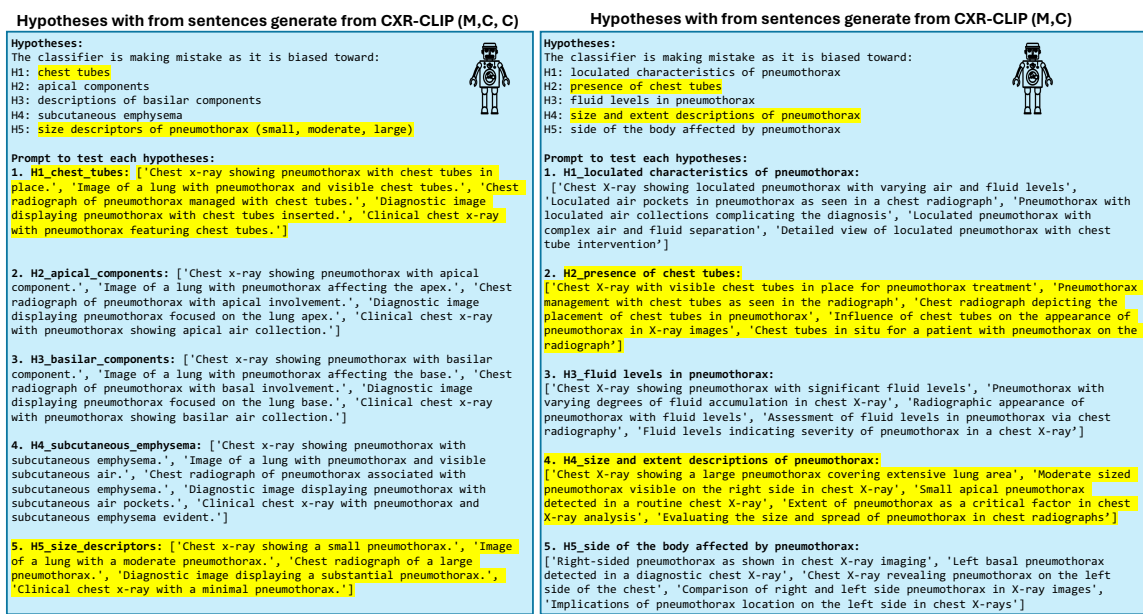 Hypotheses with from sentences generate from CXR-CLIP (M,C, C)
Hypotheses:
The classifier is making mistake as it is biased toward:
H1: chest tubes
H2: apical components
H3: descriptions of basilar components
H4: subcutaneous emphysema
H5: size descriptors of pneumothorax (small, moderate, large)
Prompt to test each hypotheses:
1. H1_chest_tubes: ['Chest x-ray showing pneumothorax with chest tubes in
place.', 'Image of a lung with pneumothorax and visible chest tubes.', 'Chest
radiograph of pneumothorax managed with chest tubes.', 'Diagnostic image
displaying pneumothorax with chest tubes inserted.', 'Clinical chest x-ray
with pneumothorax featuring chest tubes.']
2. H2_apical_components: ['Chest x-ray showing pneumothorax with apical
component.', 'Image of a lung with pneumothorax affecting the apex.', 'Chest
radiograph of pneumothorax with apical involvement.', 'Diagnostic image
displaying pneumothorax focused on the lung apex.', 'Clinical chest x-ray
with pneumothorax showing apical air collection.']
3. H3_basilar_components: ['Chest x-ray showing pneumothorax with basilar
component.', 'Image of a lung with pneumothorax affecting the base.', 'Chest
radiograph of pneumothorax with basal involvement.', 'Diagnostic image
displaying pneumothorax focused on the lung base.', 'Clinical chest x-ray
with pneumothorax showing basilar air collection.']
4. H4_subcutaneous_emphysema: ['Chest x-ray showing pneumothorax with
subcutaneous emphysema.', 'Image of a lung with pneumothorax and visible
subcutaneous air.', 'Chest radiograph of pneumothorax associated with
subcutaneous emphysema.', 'Diagnostic image displaying pneumothorax with
subcutaneous air pockets.', 'Clinical chest x-ray with pneumothorax and
subcutaneous emphysema evident.']
5. H5_size_descriptors: ['Chest x-ray showing a small pneumothorax.', 'Image
of a lung with a moderate pneumothorax.', 'Chest radiograph of a large
pneumothorax.', 'Diagnostic image displaying a substantial pneumothorax.',
'Clinical chest x-ray with a minimal pneumothorax.']
Hypotheses with from sentences generate from CXR-CLIP (M,C)
Hypotheses:
The classifier is making mistake as it is biased toward:
H1: loculated characteristics of pneumothorax
H2: presence of chest tubes
H3: fluid levels in pneumothorax
H4: size and extent descriptions of pneumothorax
H5: side of the body affected by pneumothorax
Prompt to test each hypotheses:
1. H1_loculated characteristics of pneumothorax:
['Chest X-ray showing loculated pneumothorax with varying air and fluid levels',
'Loculated air pockets in pneumothorax as seen in a chest radiograph', 'Pneumothorax with
loculated air collections complicating the diagnosis', 'Loculated pneumothorax with
complex air and fluid separation', 'Detailed view of loculated pneumothorax with chest
tube intervention’]
2. H2_presence of chest tubes:
['Chest X-ray with visible chest tubes in place for pneumothorax treatment', 'Pneumothorax
management with chest tubes as seen in the radiograph', 'Chest radiograph depicting the
placement of chest tubes in pneumothorax', 'Influence of chest tubes on the appearance of
pneumothorax in X-ray images', 'Chest tubes in situ for a patient with pneumothorax on the
radiograph’]
3. H3_fluid levels in pneumothorax:
['Chest X-ray showing pneumothorax with significant fluid levels', 'Pneumothorax with
varying degrees of fluid accumulation in chest X-ray', 'Radiographic appearance of
pneumothorax with fluid levels', 'Assessment of fluid levels in pneumothorax via chest
radiography', 'Fluid levels indicating severity of pneumothorax in a chest X-ray’]
4. H4_size and extent descriptions of pneumothorax:
['Chest X-ray showing a large pneumothorax covering extensive lung area', 'Moderate sized
pneumothorax visible on the right side in chest X-ray', 'Small apical pneumothorax
detected in a routine chest X-ray', 'Extent of pneumothorax as a critical factor in chest
X-ray analysis', 'Evaluating the size and spread of pneumothorax in chest radiographs’]
5. H5_side of the body affected by pneumothorax:
['Right-sided pneumothorax as shown in chest X-ray imaging', 'Left basal pneumothorax
detected in a diagnostic chest X-ray', 'Chest X-ray revealing pneumothorax on the left
side of the chest', 'Comparison of right and left side pneumothorax in X-ray images',
'Implications of pneumothorax location on the left side in chest X-rays']